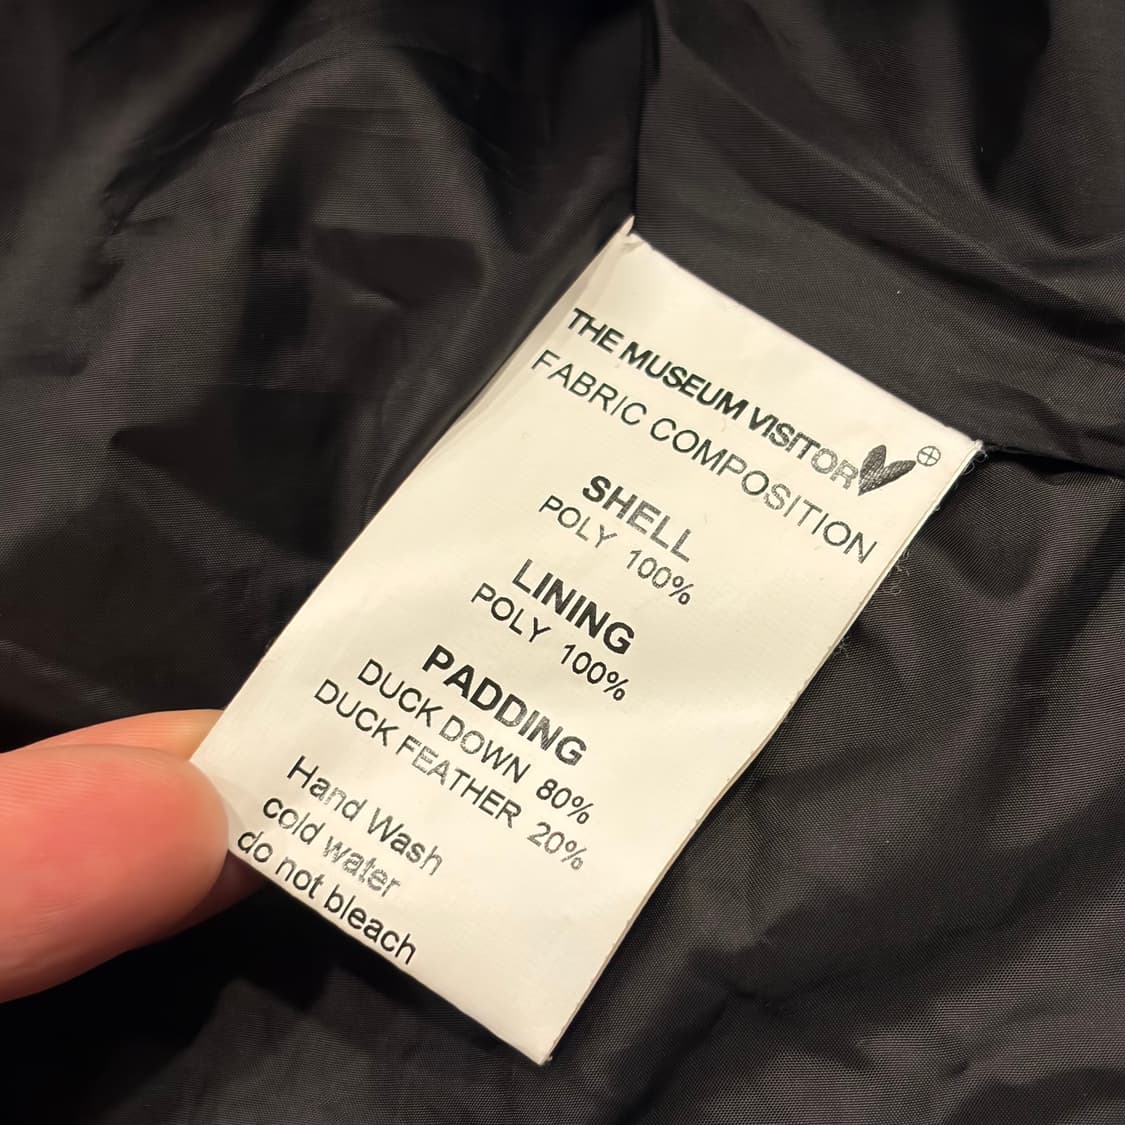 THE MUSEUM VISITOR
FABRIC COMPOSITION
SHELL
POLY 100%
LINING
POLY 100%
PADDING
DUCK DOWN 80%
DUCK FEATHER 20%
Hand Wash
cold water
do not bleach